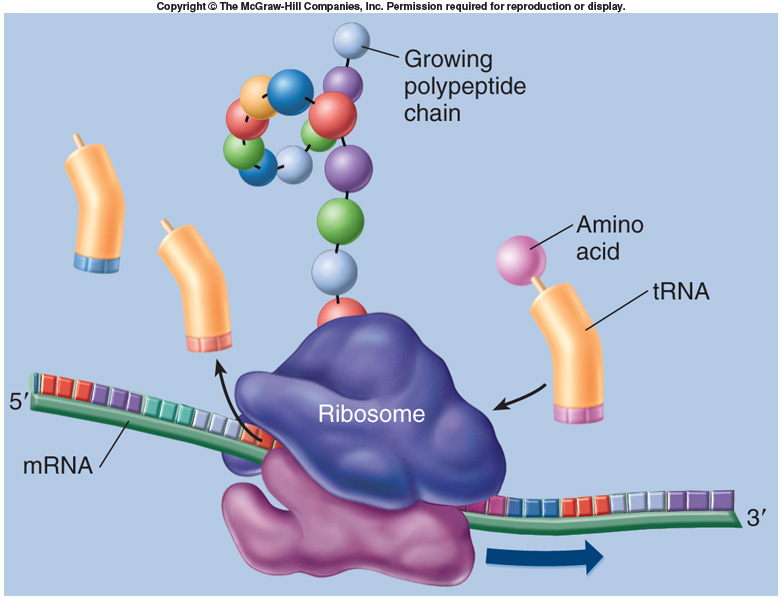 Copyright © The McGraw-Hill Companies, Inc. Permission required for reproduction or display.
Growing
polypeptide
chain
Amino
acid
tRNA
Ribosome
5′
mRNA
3′